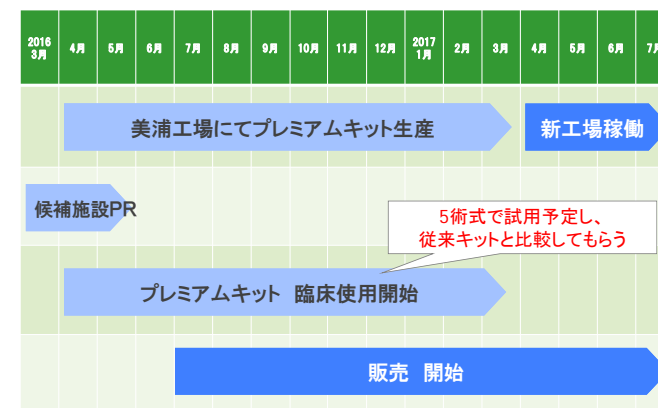 2016
3月 4月 5月 6月 7月 8月 9月 10月 11月 12月 2017
1月 2月 3月 4月 5月 6月 7月
美浦工場にてプレミアムキット生産
新工場稼働
候補施設PR
5術式で試用予定し、
従来キットと比較してもらう
プレミアムキット 臨床使用開始
販売 開始